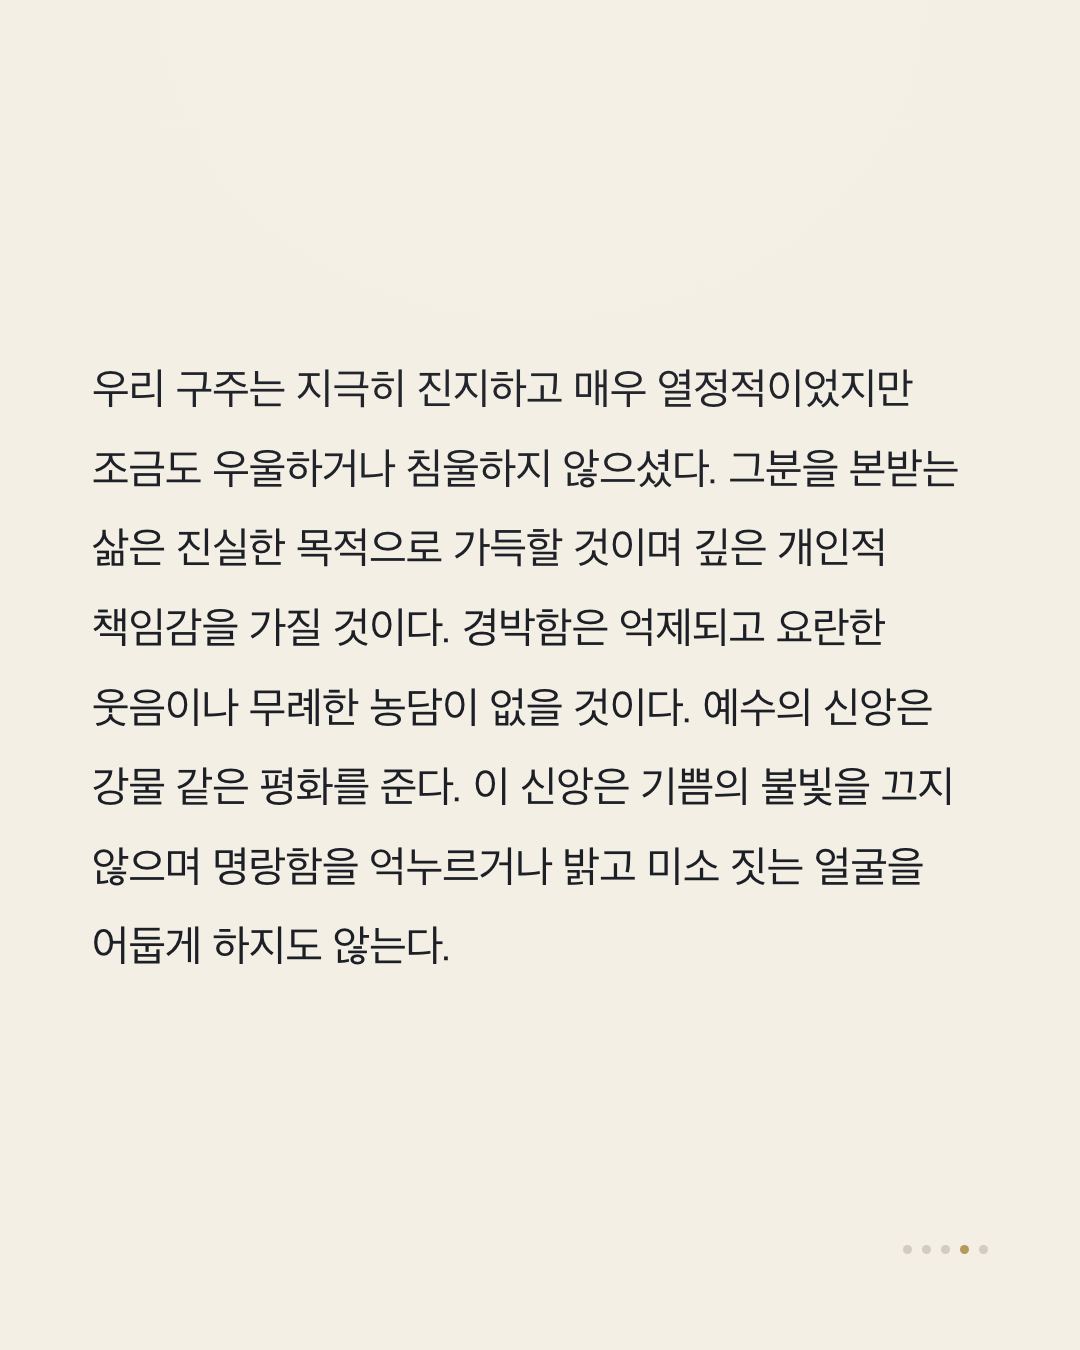 우리 구주는 지극히 진지하고 매우 열정적이었지만
조금도 우울하거나 침울하지 않으셨다. 그분을 본받는
삶은 진실한 목적으로 가득할 것이며 깊은 개인적
책임감을 가질 것이다. 경박함은 억제되고 요란한
웃음이나 무례한 농담이 없을 것이다. 예수의 신앙은
강물 같은 평화를 준다. 이 신앙은 기쁨의 불빛을 끄지
않으며 명랑함을 억누르거나 밝고 미소 짓는 얼굴을
어둡게 하지도 않는다.